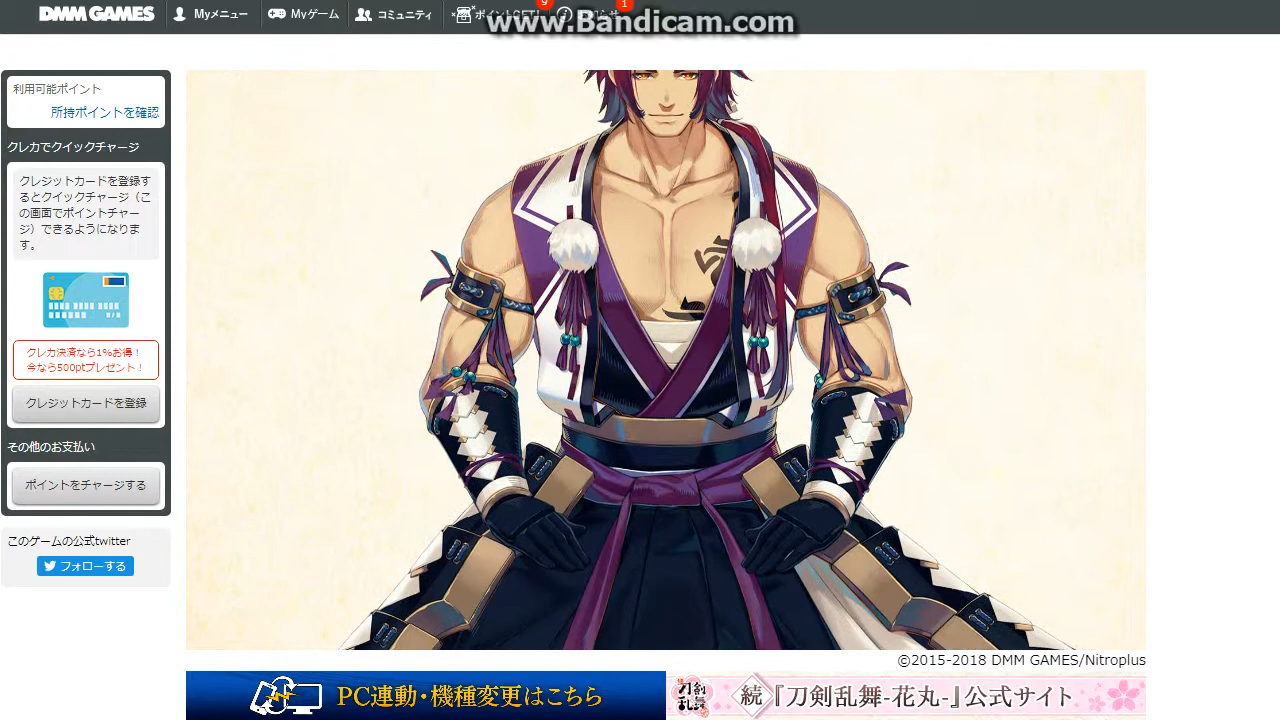 DMM GAMES
Myメニュー
Myゲーム
コミュニティ
ポイントGET!
9
1
www.Bandicam.com
利用可能ポイント
所持ポイントを確認
クレカでクイックチャージ
クレジットカードを登録す
るとクイックチャージ（こ
の画面でポイントチャー
ジ）できるようになりま
す。
クレカ決済なら1%お得！
今なら500ptプレゼント！
クレジットカードを登録
その他のお支払い
ポイントをチャージする
このゲームの公式twitter
フォローする
©2015-2018 DMM GAMES/Nitroplus
PC連動・機種変更はこちら
続『刀剣乱舞-花丸-』公式サイト